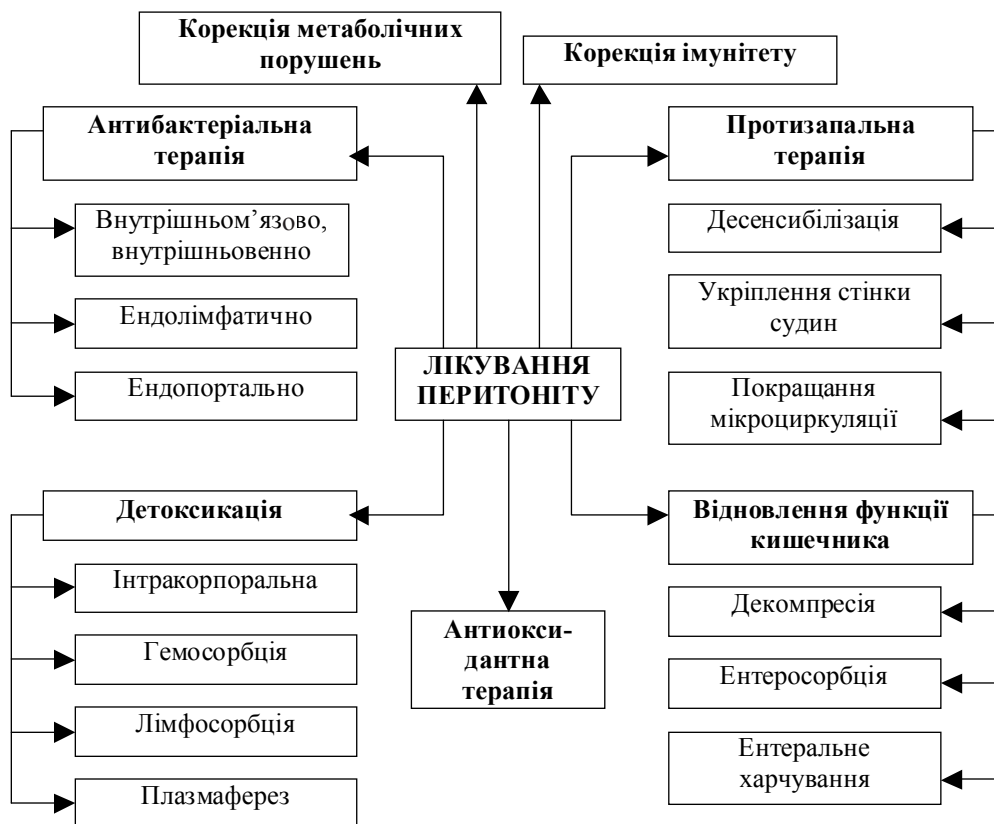 Корекція метаболічних
порушень
Корекція імунітету
Антибактеріальна
терапія
Внутрішньом’язово,
внутрішньовенно
Ендолімфатично
Ендопортально
Протизапальна
терапія
Десенсибілізація
Укріплення стінки
судин
Покращання
мікроциркуляції
ЛІКУВАННЯ
ПЕРИТОНІТУ
Детоксикація
Інтракорпоральна
Гемосорбція
Лімфосорбція
Плазмаферез
Антиокси-
дантна
терапія
Відновлення функції
кишечника
Декомпресія
Ентеросорбція
Ентеральне
харчування